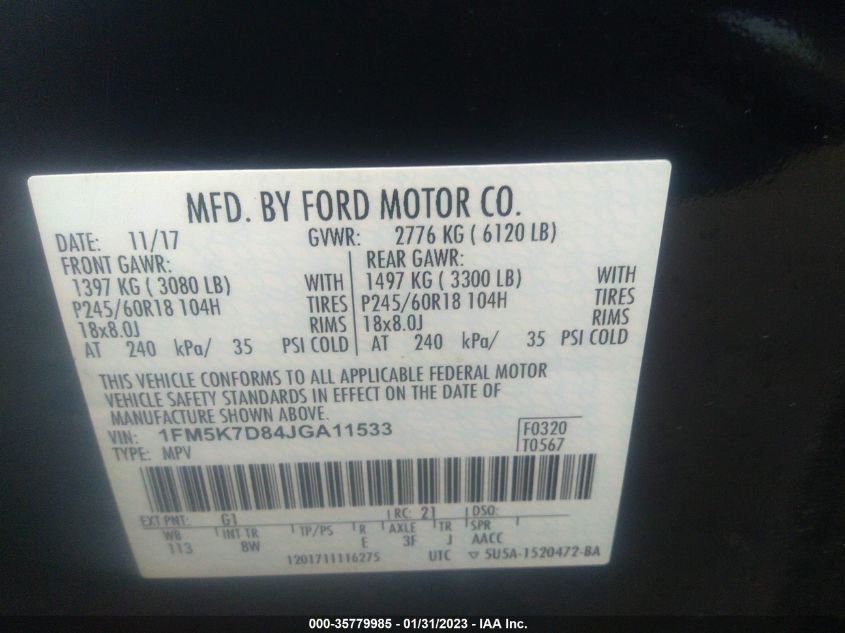 MFD. BY FORD MOTOR CO.
DATE: 11/17 GVWR: 2776 KG ( 6120 LB)
FRONT GAWR: REAR GAWR:
1397 KG ( 3080 LB) WITH 1497 KG ( 3300 LB) WITH
P245/60R18 104H TIRES P245/60R18 104H TIRES
18x8.0J RIMS 18x8.0J RIMS
AT 240 kPa/ 35 PSI COLD AT 240 kPa/ 35 PSI COLD
THIS VEHICLE CONFORMS TO ALL APPLICABLE FEDERAL MOTOR
VEHICLE SAFETY STANDARDS IN EFFECT ON THE DATE OF
MANUFACTURE SHOWN ABOVE.
VIN: 1FM5K7D84JGA11533 F0320
TYPE: MPV T0567
EXT PNT: G1 RC: 21 DSO:
WB INT TR TP/PS R AXLE TR SPR
113 8W E 3F J AACC
1201711116275 UTC 5U5A-1520472-BA
000-35779985 - 01/31/2023 - IAA Inc.